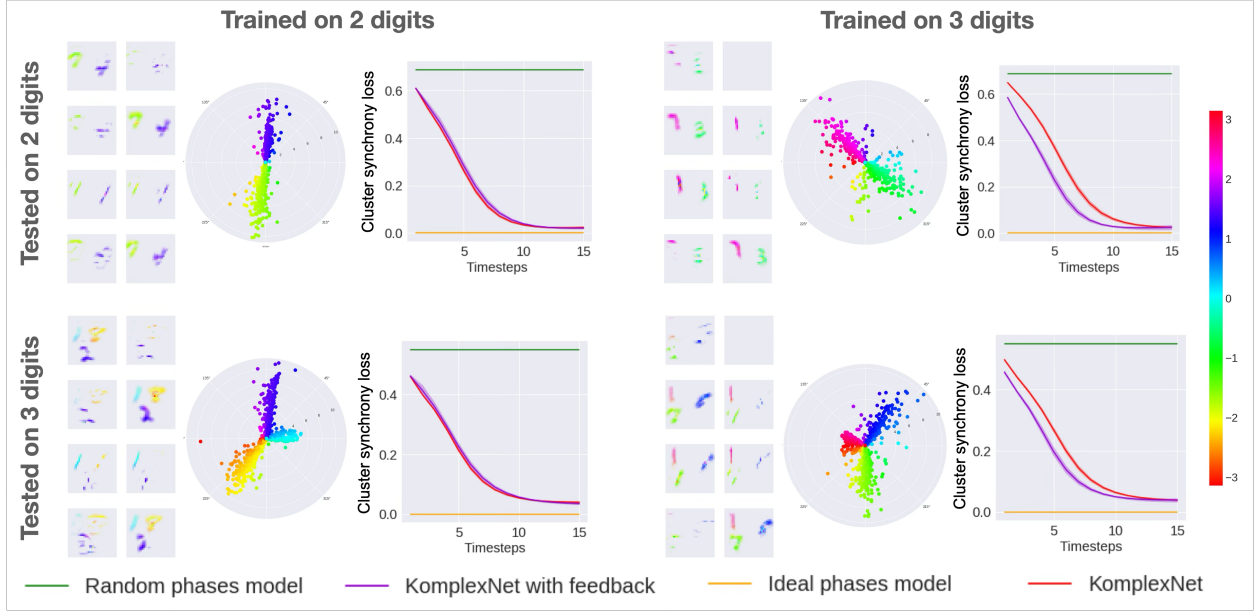 Trained on 2 digits
Trained on 3 digits
Tested on 2 digits
Cluster synchrony loss
0.6
0.4
0.2
0.0
5
10
15
Timesteps
Cluster synchrony loss
0.6
0.4
0.2
0.0
5
10
15
Timesteps
3
2
1
0
−1
−2
−3
Tested on 3 digits
Cluster synchrony loss
0.4
0.2
0.0
5
10
15
Timesteps
Cluster synchrony loss
0.4
0.2
0.0
5
10
15
Timesteps
Random phases model
KomplexNet with feedback
Ideal phases model
KomplexNet